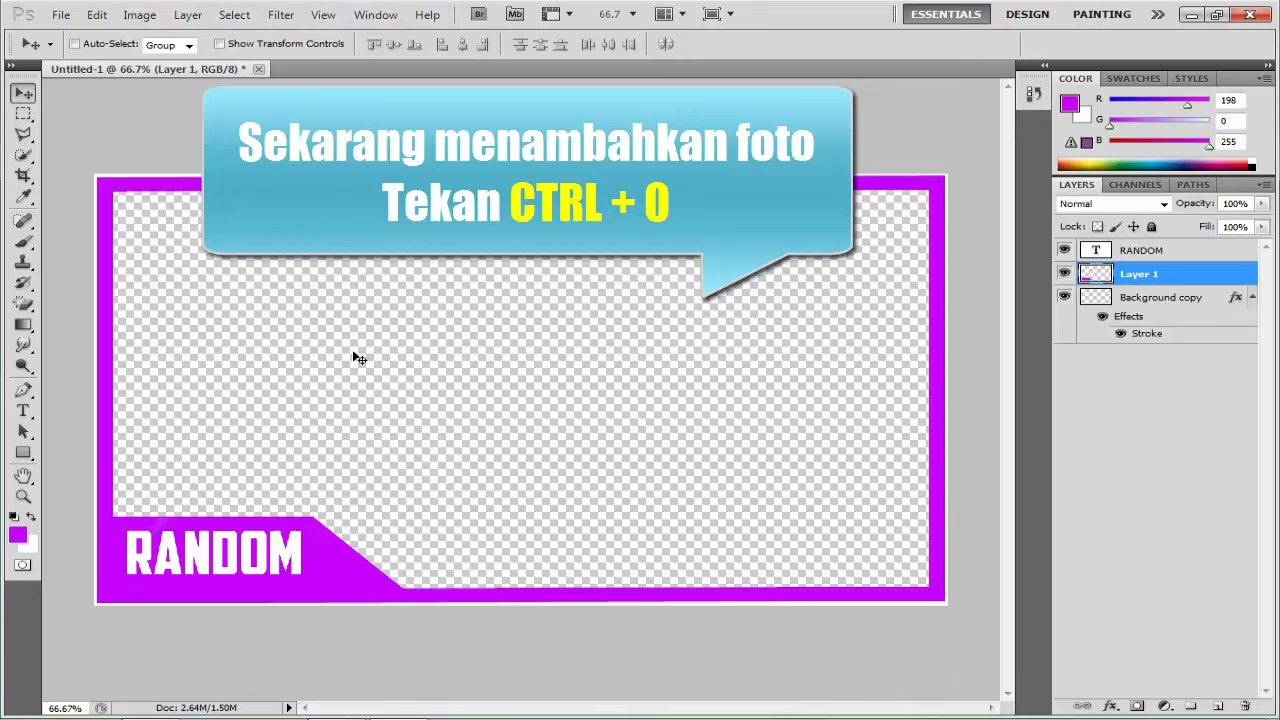 Ps File Edit Image Layer Select Filter View Window Help Br Mb 66.7 ESSENTIALS DESIGN PAINTING
Auto-Select: Group Show Transform Controls
Untitled-1 @ 66.7% (Layer 1, RGB/8) *
Sekarang menambahkan foto
Tekan CTRL + O
RANDOM
66.67% Doc: 2.64M/1.50M
COLOR SWATCHES STYLES
R 198
G 0
B 255
LAYERS CHANNELS PATHS
Normal Opacity: 100%
Lock: Fill: 100%
T RANDOM
Layer 1
Background copy fx
Effects
Stroke